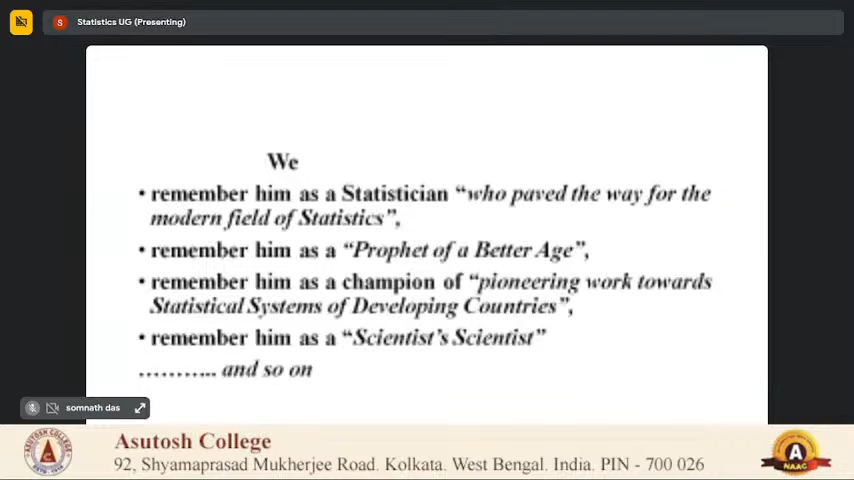 S Statistics UG (Presenting)
We
• remember him as a Statistician “who paved the way for the
modern field of Statistics”,
• remember him as a “Prophet of a Better Age”,
• remember him as a champion of “pioneering work towards
Statistical Systems of Developing Countries”,
• remember him as a “Scientist’s Scientist”
……….. and so on
somnath das
Asutosh College
92, Shyamaprasad Mukherjee Road, Kolkata, West Bengal, India, PIN - 700 026
ASUTOSH COLLEGE
A
NAAC